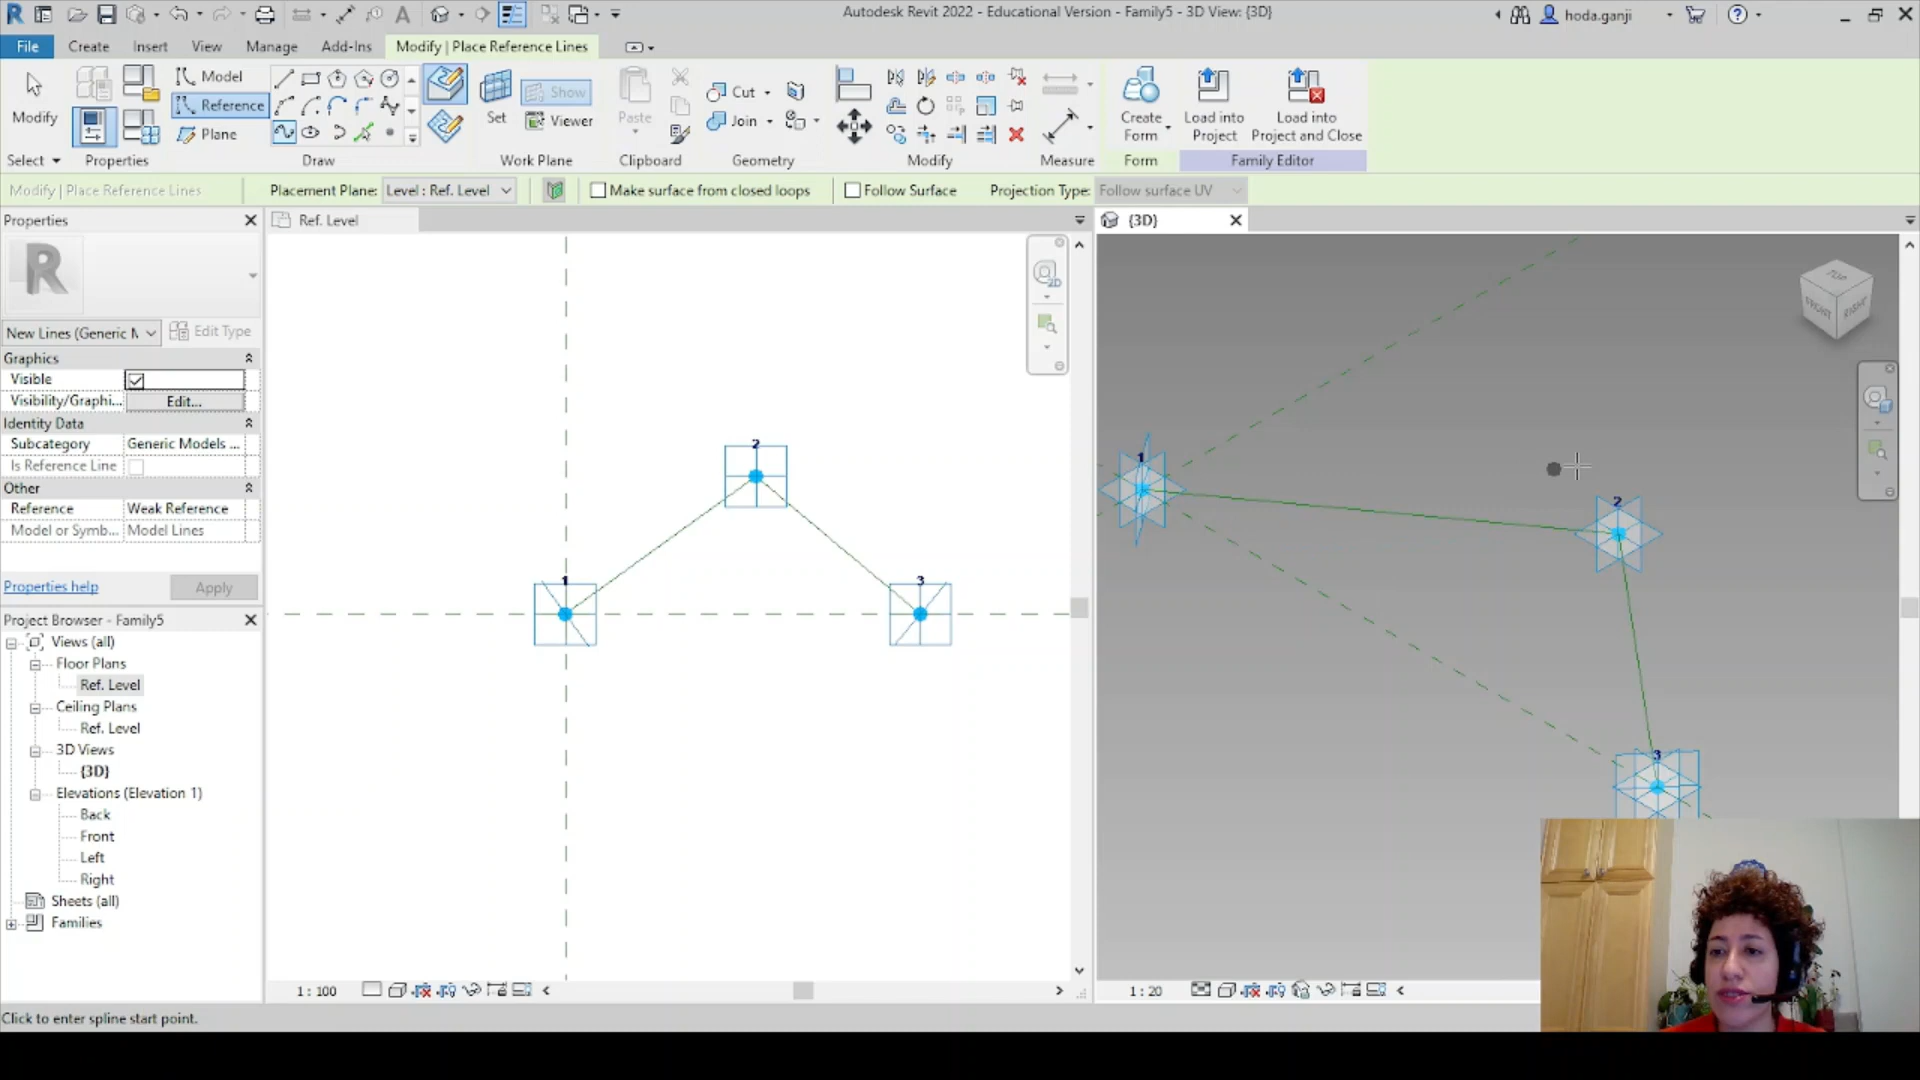 Autodesk Revit 2022 - Educational Version - Family5 - 3D View: {3D}
hoda.ganji
File Create Insert View Manage Add-Ins Modify | Place Reference Lines
Modify
Model
Reference
Plane
Set
Show
Viewer
Paste
Cut
Join
Create Form
Load into Project
Load into Project and Close
Select Properties Draw Work Plane Clipboard Geometry Modify Measure Form Family Editor
Modify | Place Reference Lines
Placement Plane: Level : Ref. Level
Make surface from closed loops
Follow Surface
Projection Type: Follow surface UV
Properties
Ref. Level
{3D}
R
New Lines (Generic M
Edit Type
Graphics
Visible
Visibility/Graphi... Edit...
Identity Data
Subcategory Generic Models ...
Is Reference Line
Other
Reference Weak Reference
Model or Symb... Model Lines
Properties help
Apply
Project Browser - Family5
Views (all)
Floor Plans
Ref. Level
Ceiling Plans
Ref. Level
3D Views
{3D}
Elevations (Elevation 1)
Back
Front
Left
Right
Sheets (all)
Families
2
1
3
2D
TOP
FRONT
RIGHT
1
2
3
1 : 100
1 : 20
Click to enter spline start point.